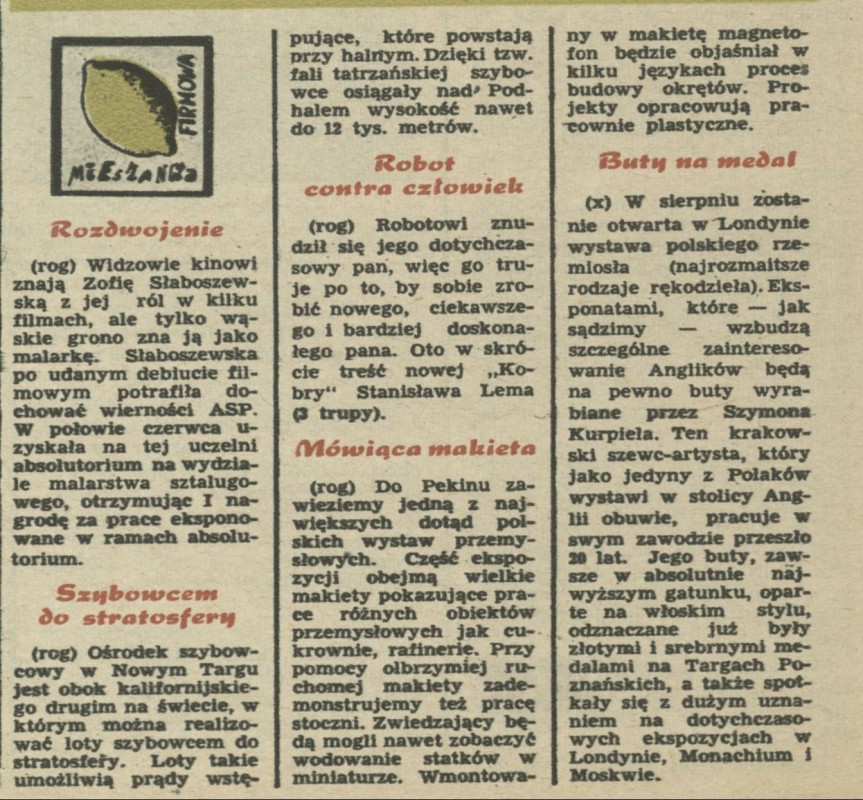 MIESZANKA
FIRMOWA
Rozdwojenie
(rog) Widzowie kinowi
znają Zofię Słaboszew-
ską z jej ról w kilku
filmach, ale tylko wą-
skie grono zna ją jako
malarkę. Słaboszewska
po udanym debiucie fil-
mowym potrafiła do-
chować wierności ASP.
W połowie czerwca u-
zyskała na tej uczelni
absolutorium na wydzia-
le malarstwa sztalugo-
wego, otrzymując I na-
grodę za prace ekspono-
wane w ramach absolu-
torium.
Szybowcem
do stratosfery
(rog) Ośrodek szybow-
cowy w Nowym Targu
jest obok kalifornijskie-
go drugim na świecie, w
którym można realizo-
wać loty szybowcem do
stratosfery. Loty takie
umożliwią prądy wstę-
pujące, które powstają
przy halnym. Dzięki tzw.
fali tatrzańskiej szybo-
wce osiągały nad Pod-
halem wysokość nawet
do 12 tys. metrów.
Robot
contra człowiek
(rog) Robotowi znu-
dził się jego dotychcza-
sowy pan, więc go tru-
je po to, by sobie zro-
bić nowego, ciekawsze-
go i bardziej doskona-
łego pana. Oto w skró-
cie treść nowej „Ko-
bry" Stanisława Lema
(3 trupy).
Mówiąca makieta
(rog) Do Pekinu za-
wieziemy jedną z naj-
większych dotąd pol-
skich wystaw przemy-
słowych. Część ekspo-
zycji obejmą wielkie
makiety pokazujące pra-
ce różnych obiektów
przemysłowych jak cu-
krownie, rafinerie. Przy
pomocy olbrzymiej ru-
chomej makiety zade-
monstrujemy też pracę
stoczni. Zwiedzający bę-
dą mogli nawet zobaczyć
wodowanie statków w
miniaturze. Wmontowa-
ny w makietę magneto-
fon będzie objaśniał w
kilku językach proces
budowy okrętów. Pro-
jekty opracowują pra-
cownie plastyczne.
Buty na medal
(x) W sierpniu zosta-
nie otwarta w Londynie
wystawa polskiego rze-
miosła (najrozmaitsze
rodzaje rękodzieła). Eks-
ponatami, które — jak
sądzimy — wzbudzą
szczególne zaintereso-
wanie Anglików będą
na pewno buty wyra-
biane przez Szymona
Kurpiela. Ten krakow-
ski szewc-artysta, który
jako jedyny z Polaków
wystawi w stolicy Ang-
lii obuwie, pracuje w
swym zawodzie przeszło
20 lat. Jego buty, zaw-
sze w absolutnie naj-
wyższym gatunku, opar-
te na włoskim stylu,
odznaczane już były
złotymi i srebrnymi me-
dalami na Targach Po-
znańskich, a także spot-
kały się z dużym uzna-
niem na dotychczaso-
wych ekspozycjach w
Londynie, Monachium i
Moskwie.